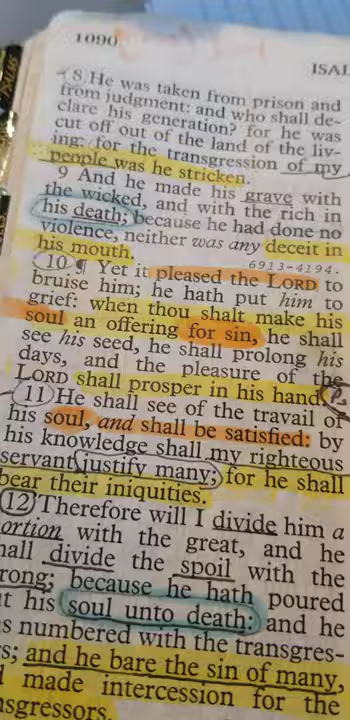 1090
ISAI
8 He was taken from prison and
from judgment: and who shall de-
clare his generation? for he was
cut off out of the land of the liv-
ing: for the transgression of my
people was he stricken.
9 And he made his grave with
the wicked, and with the rich in
his death; because he had done no
violence, neither was any deceit in
his mouth.
6913-4194.
10 ¶ Yet it pleased the LORD to
bruise him; he hath put him to
grief: when thou shalt make his
soul an offering for sin, he shall
see his seed, he shall prolong his
days, and the pleasure of the
LORD shall prosper in his hand.
11 He shall see of the travail of
his soul, and shall be satisfied: by
his knowledge shall my righteous
servant justify many; for he shall
bear their iniquities.
12 Therefore will I divide him a
ortion with the great, and he
hall divide the spoil with the
rong; because he hath poured
ut his soul unto death: and he
s numbered with the transgres-
s; and he bare the sin of many,
made intercession for the
nsgressors.